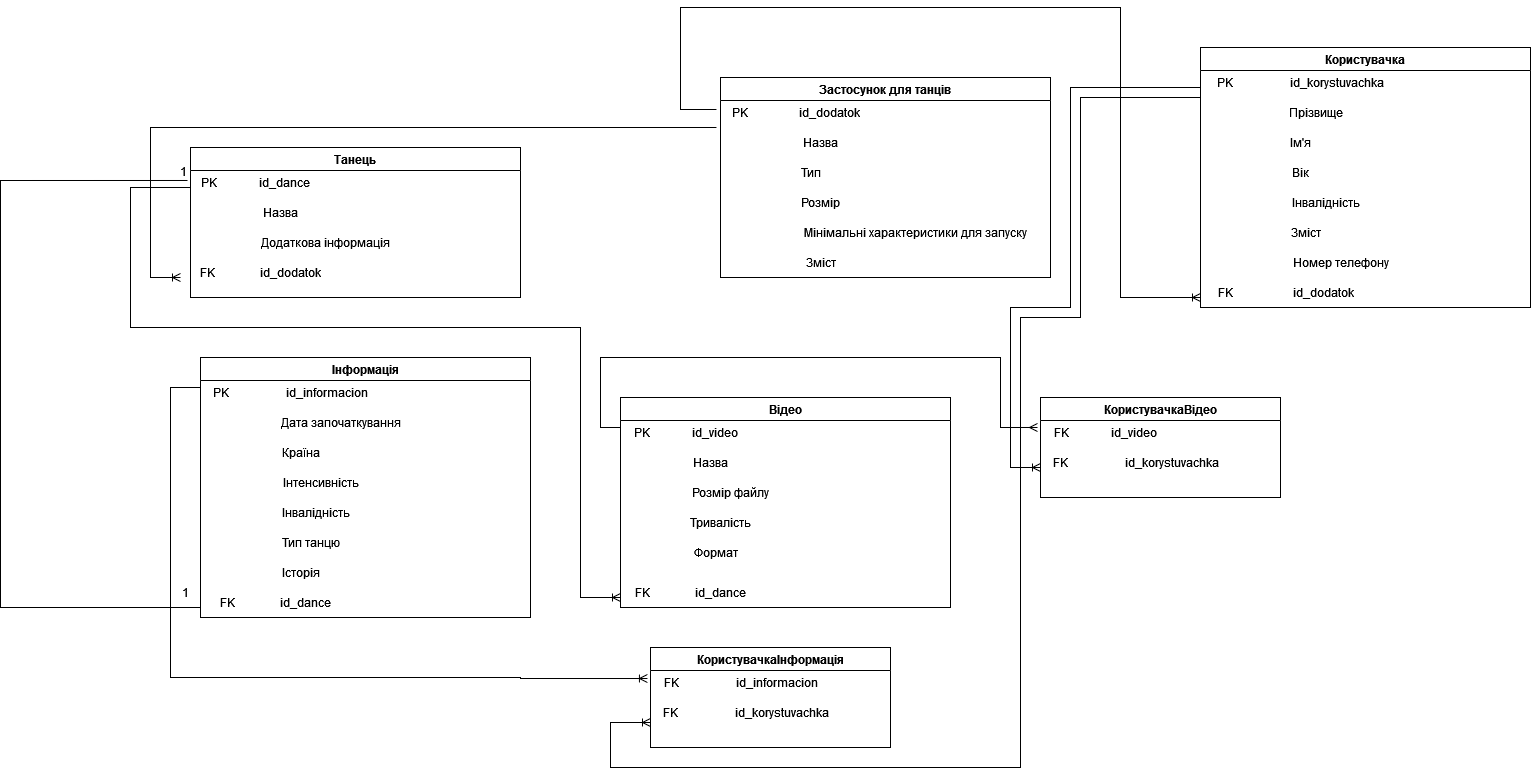 Застосунок для танців
PK id_dodatok
Назва
Тип
Розмір
Мінімальні характеристики для запуску
Зміст
Користувачка
PK id_korystuvachka
Прізвище
Ім'я
Вік
Інвалідність
Зміст
Номер телефону
FK id_dodatok
Танець
1
PK id_dance
Назва
Додаткова інформація
FK id_dodatok
Інформація
PK id_informacion
Дата започаткування
Країна
Інтенсивність
Інвалідність
Тип танцю
Історія
1
FK id_dance
Відео
PK id_video
Назва
Розмір файлу
Тривалість
Формат
FK id_dance
КористувачкаВідео
FK id_video
FK id_korystuvachka
КористувачкаІнформація
FK id_informacion
FK id_korystuvachka